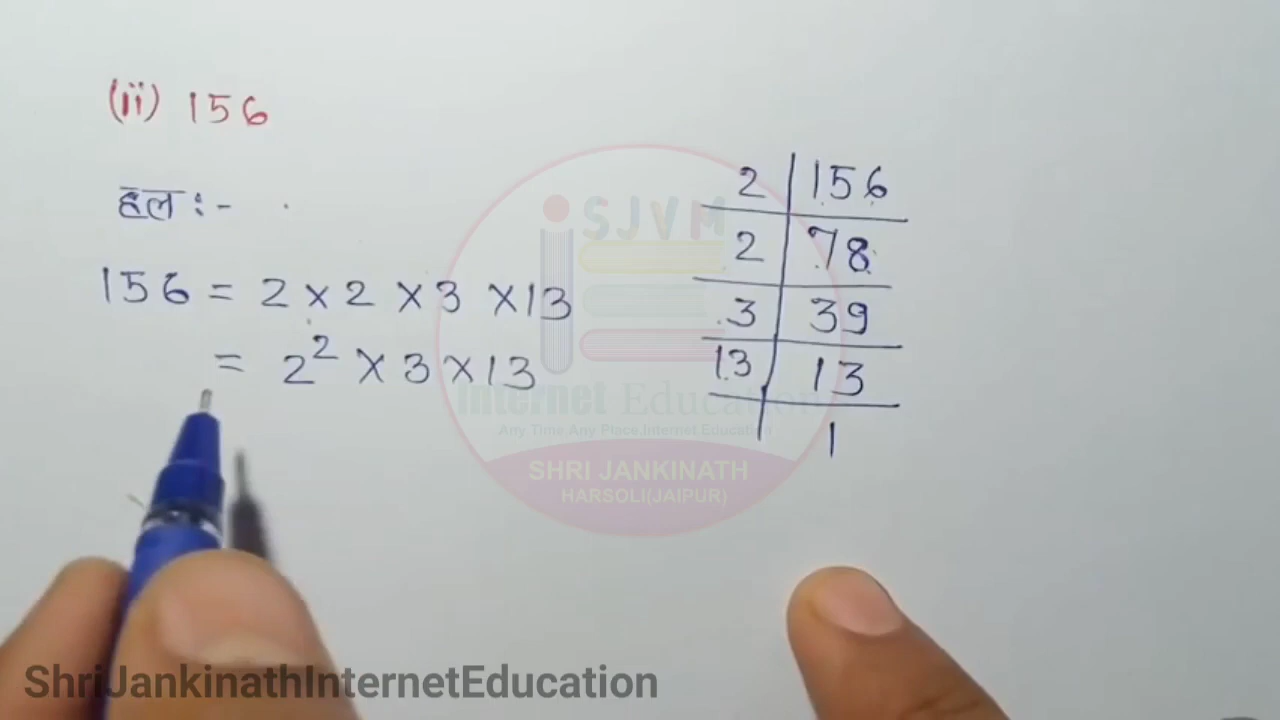 (ii) 156
हल :-
156 = 2 × 2 × 3 × 13
= 2² × 3 × 13
2 | 156
2 | 78
3 | 39
13 | 13
| 1
SJVM
Internet Education
Any Time,Any Place,Internet Education
SHRI JANKINATH
HARSOLI(JAIPUR)
ShriJankinathInternetEducation